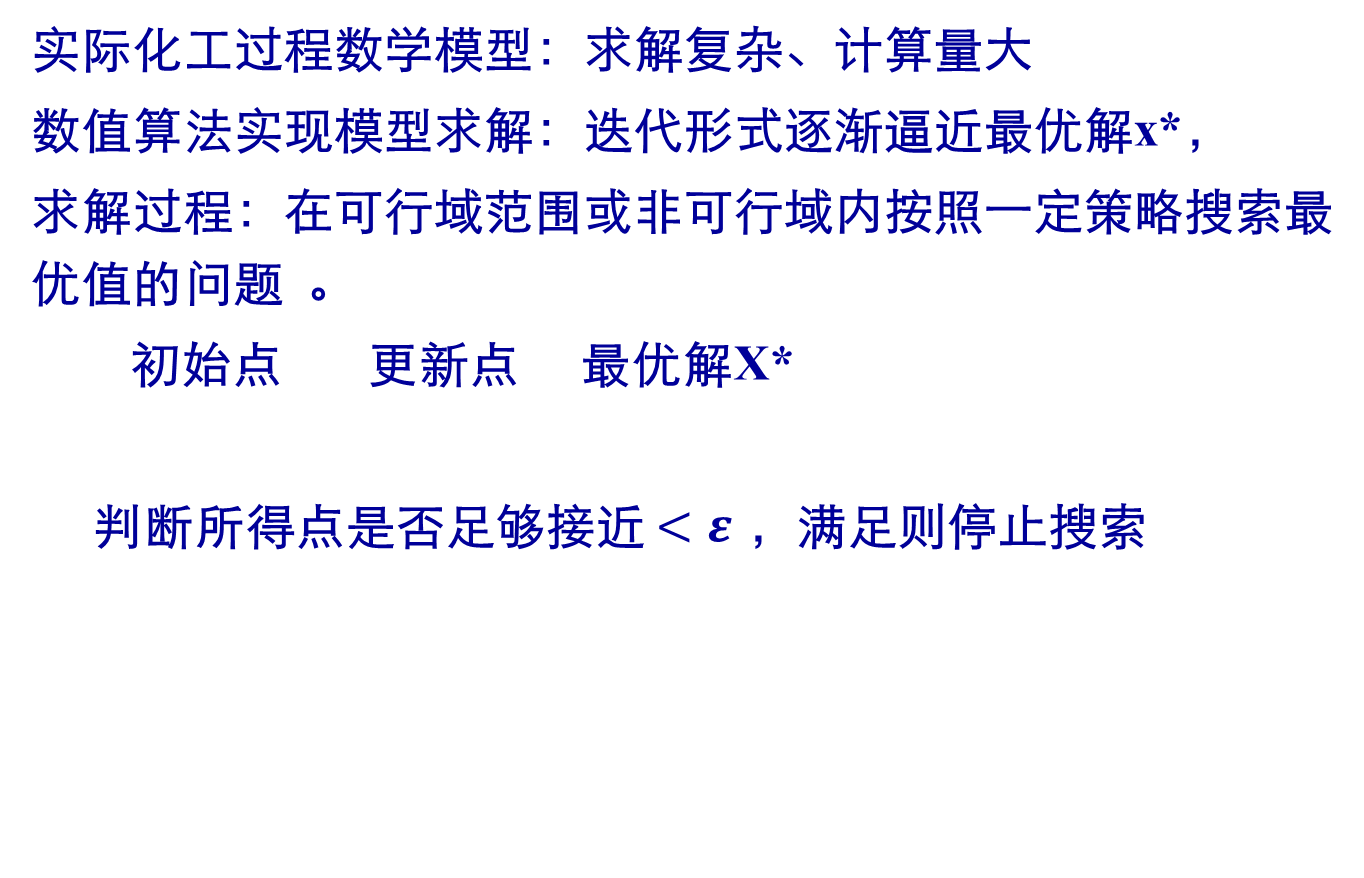 实际化工过程数学模型：求解复杂、计算量大
数值算法实现模型求解：迭代形式逐渐逼近最优解x*，
求解过程：在可行域范围或非可行域内按照一定策略搜索最
优值的问题 。
初始点 更新点 最优解X*
判断所得点是否足够接近 < ε ，满足则停止搜索